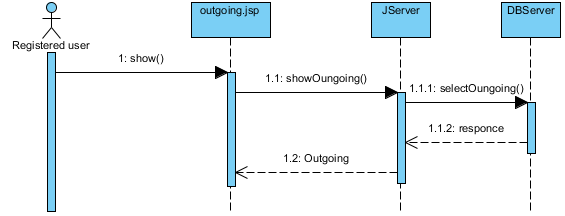 outgoing.jsp
JServer
DBServer
Registered user
1: show()
1.1: showOungoing()
1.1.1: selectOungoing()
1.1.2: responce
1.2: Outgoing